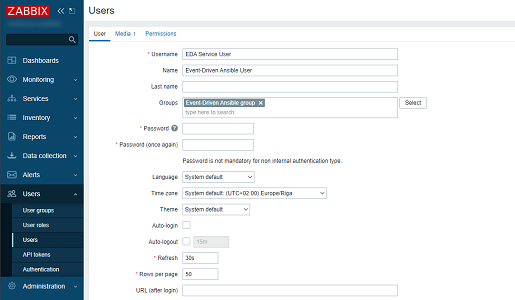 ZABBIX
Users
User
Media 1
Permissions
* Username
EDA Service User
Name
Event-Driven Ansible User
Last name
Groups
Event-Driven Ansible group
type here to search
Select
* Password ?
* Password (once again)
Password is not mandatory for non internal authentication type.
Language
System default
Time zone
System default: (UTC+02:00) Europe/Riga
Theme
System default
Auto-login
Auto-logout
15m
* Refresh
30s
* Rows per page
50
URL (after login)
Dashboards
Monitoring
Services
Inventory
Reports
Data collection
Alerts
Users
User groups
User roles
Users
API tokens
Authentication
Administration